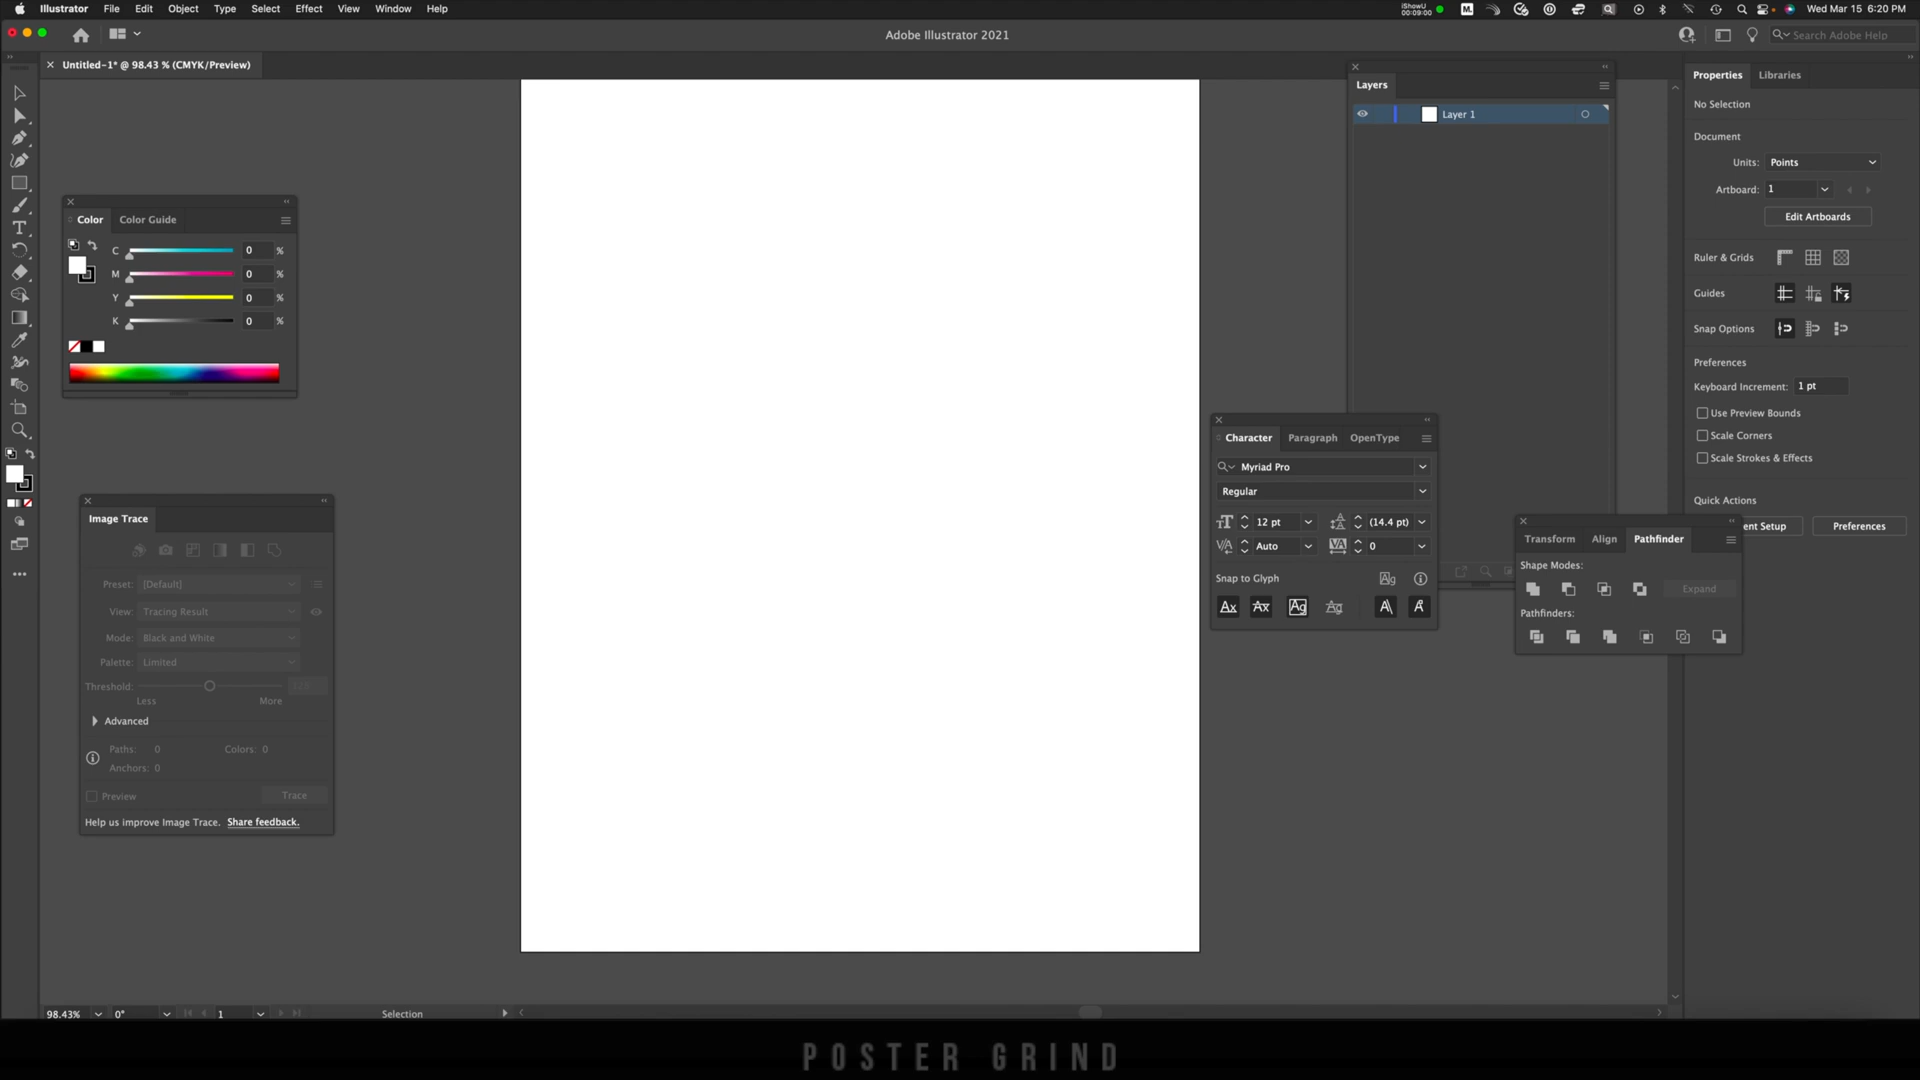 Illustrator File Edit Object Type Select Effect View Window Help
iShowU
00:09:00
Wed Mar 15 6:20 PM
Adobe Illustrator 2021
Search Adobe Help
Untitled-1* @ 98.43 % (CMYK/Preview)
Layers
Layer 1
Properties Libraries
No Selection
Document
Units: Points
Artboard: 1
Edit Artboards
Ruler & Grids
Guides
Snap Options
Preferences
Keyboard Increment: 1 pt
Use Preview Bounds
Scale Corners
Scale Strokes & Effects
Quick Actions
ent Setup Preferences
Color Color Guide
C 0 %
M 0 %
Y 0 %
K 0 %
Image Trace
Preset: [Default]
View: Tracing Result
Mode: Black and White
Palette: Limited
Threshold:
Less More
Advanced
Paths: 0 Colors: 0
Anchors: 0
Preview Trace
Help us improve Image Trace. Share feedback.
Character Paragraph OpenType
Myriad Pro
Regular
12 pt (14.4 pt)
Auto 0
Snap to Glyph
Transform Align Pathfinder
Shape Modes:
Expand
Pathfinders:
98.43% 0° 1 Selection
POSTER GRIND